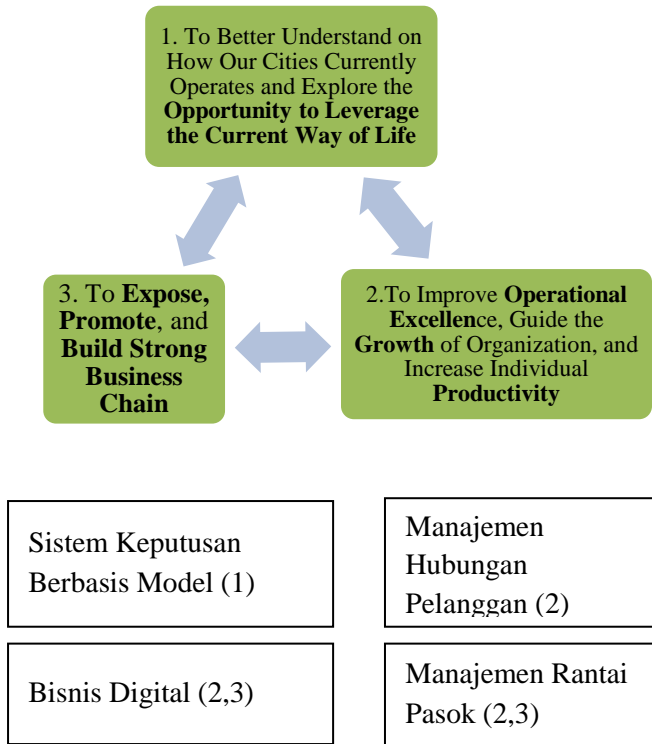 1. To Better Understand on
How Our Cities Currently
Operates and Explore the
Opportunity to Leverage
the Current Way of Life
3. To Expose,
Promote, and
Build Strong
Business
Chain
2.To Improve Operational
Excellence, Guide the
Growth of Organization, and
Increase Individual
Productivity
Sistem Keputusan
Berbasis Model (1)
Manajemen
Hubungan
Pelanggan (2)
Bisnis Digital (2,3)
Manajemen Rantai
Pasok (2,3)